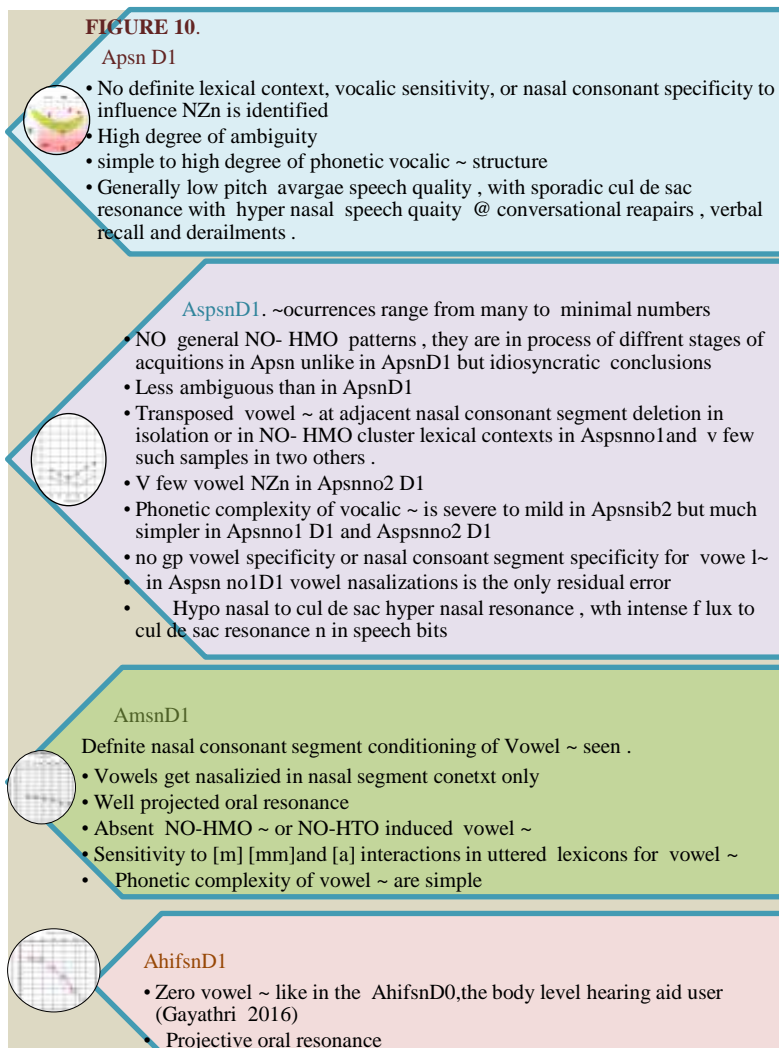 FIGURE 10.
Apsn D1
• No definite lexical context, vocalic sensitivity, or nasal consonant specificity to
influence NZn is identified
• High degree of ambiguity
• simple to high degree of phonetic vocalic ~ structure
• Generally low pitch avargae speech quality , with sporadic cul de sac
resonance with hyper nasal speech quaity @ conversational reapairs , verbal
recall and derailments .
AspsnD1. ~ocurrences range from many to minimal numbers
• NO general NO- HMO patterns , they are in process of diffrent stages of
acquitions in Apsn unlike in ApsnD1 but idiosyncratic conclusions
• Less ambiguous than in ApsnD1
• Transposed vowel ~ at adjacent nasal consonant segment deletion in
isolation or in NO- HMO cluster lexical contexts in Aspsnno1and v few
such samples in two others .
• V few vowel NZn in Apsnno2 D1
• Phonetic complexity of vocalic ~ is severe to mild in Apsnsib2 but much
simpler in Apsnno1 D1 and Aspsnno2 D1
• no gp vowel specificity or nasal consoant segment specificity for vowe l~
• in Aspsn no1D1 vowel nasalizations is the only residual error
• Hypo nasal to cul de sac hyper nasal resonance , wth intense f lux to
cul de sac resonance n in speech bits
AmsnD1
Defnite nasal consonant segment conditioning of Vowel ~ seen .
• Vowels get nasalizied in nasal segment conetxt only
• Well projected oral resonance
• Absent NO-HMO ~ or NO-HTO induced vowel ~
• Sensitivity to [m] [mm]and [a] interactions in uttered lexicons for vowel ~
• Phonetic complexity of vowel ~ are simple
AhifsnD1
• Zero vowel ~ like in the AhifsnD0,the body level hearing aid user
(Gayathri 2016)
• Projective oral resonance